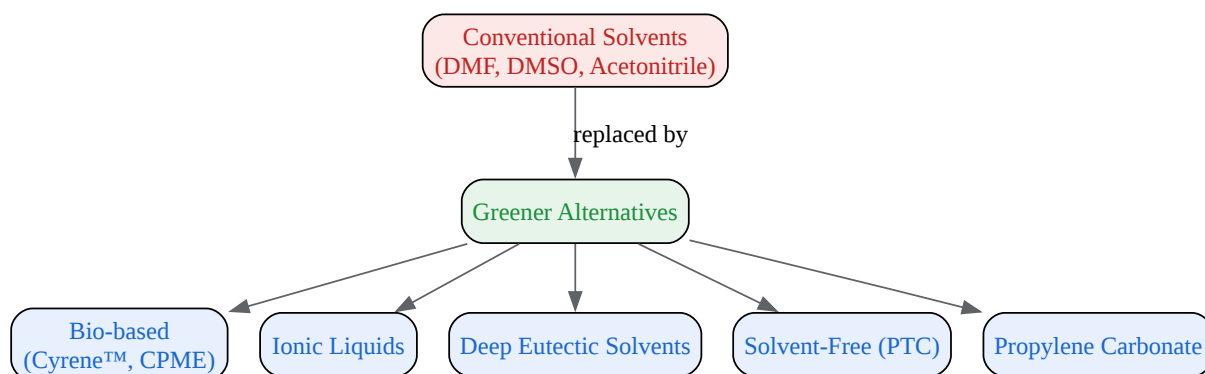 Conventional Solvents
(DMF, DMSO, Acetonitrile)
replaced by
Greener Alternatives
Bio-based
(Cyrene™, CPME)
Ionic Liquids
Deep Eutectic Solvents
Solvent-Free (PTC)
Propylene Carbonate